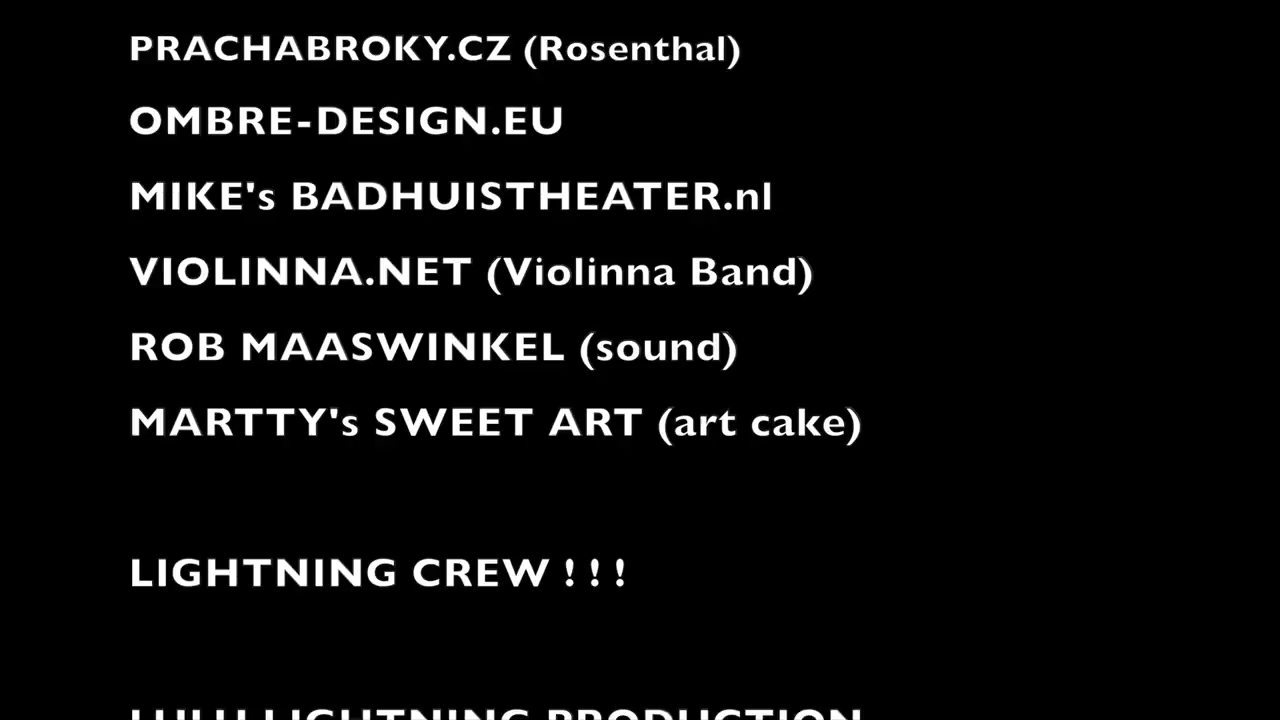 PRACHABROKY.CZ (Rosenthal)
OMBRE-DESIGN.EU
MIKE's BADHUISTHEATER.nl
VIOLINNA.NET (Violinna Band)
ROB MAASWINKEL (sound)
MARTTY's SWEET ART (art cake)
LIGHTNING CREW ! ! !
LIGHTNING PRODUCTION